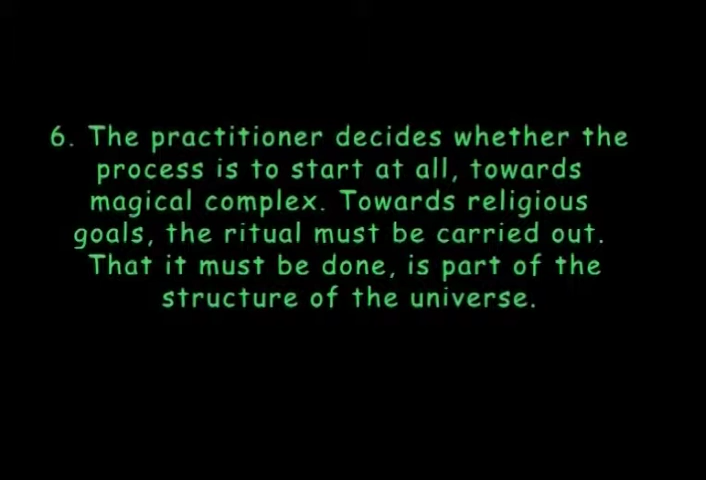 6. The practitioner decides whether the
process is to start at all, towards
magical complex. Towards religious
goals, the ritual must be carried out.
That it must be done, is part of the
structure of the universe.